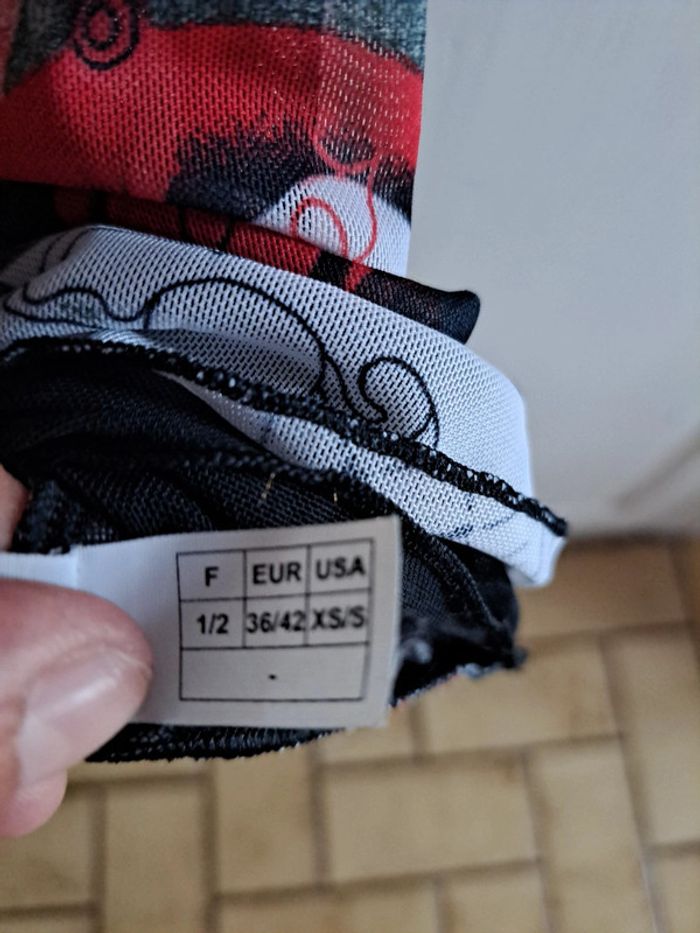 F EUR USA
1/2 36/42 XS/S
-